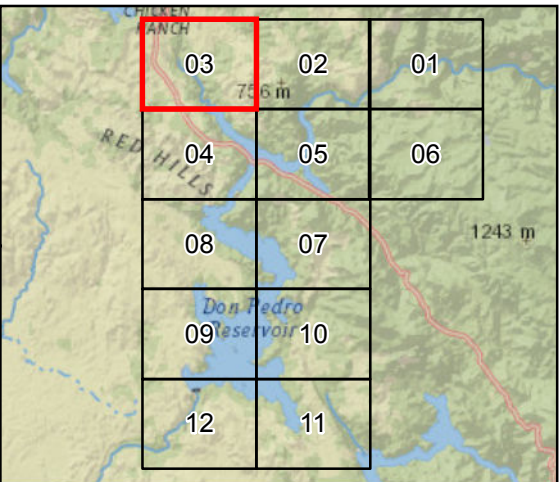 CHICKEN
RANCH
03
02
01
756 m
RED HILLS
04
05
06
08
07
1243 m
Don Pedro
Reservoir
09
10
12
11